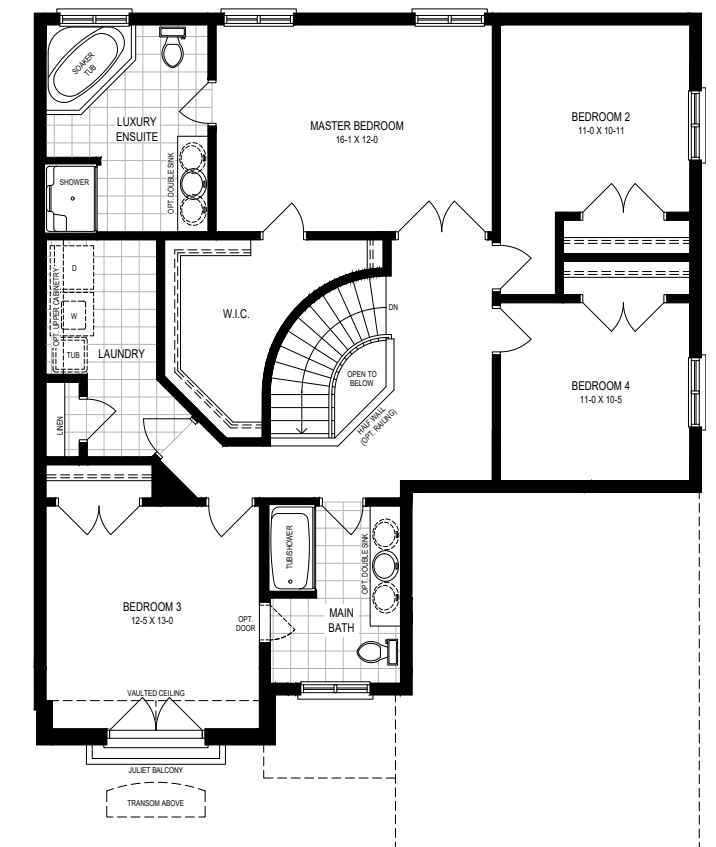 SOAKER
TUB
LUXURY
ENSUITE
OPT. DOUBLE SINK
SHOWER
MASTER BEDROOM
16-1 X 12-0
BEDROOM 2
11-0 X 10-11
OPT. UPPER CABINETRY
D
W
TUB
LAUNDRY
LINEN
W.I.C.
DN
OPEN TO
BELOW
HALF WALL
(OPT. RAILING)
BEDROOM 4
11-0 X 10-5
BEDROOM 3
12-5 X 13-0
OPT.
DOOR
TUB/SHOWER
OPT. DOUBLE SINK
MAIN
BATH
VAULTED CEILING
JULIET BALCONY
TRANSOM ABOVE